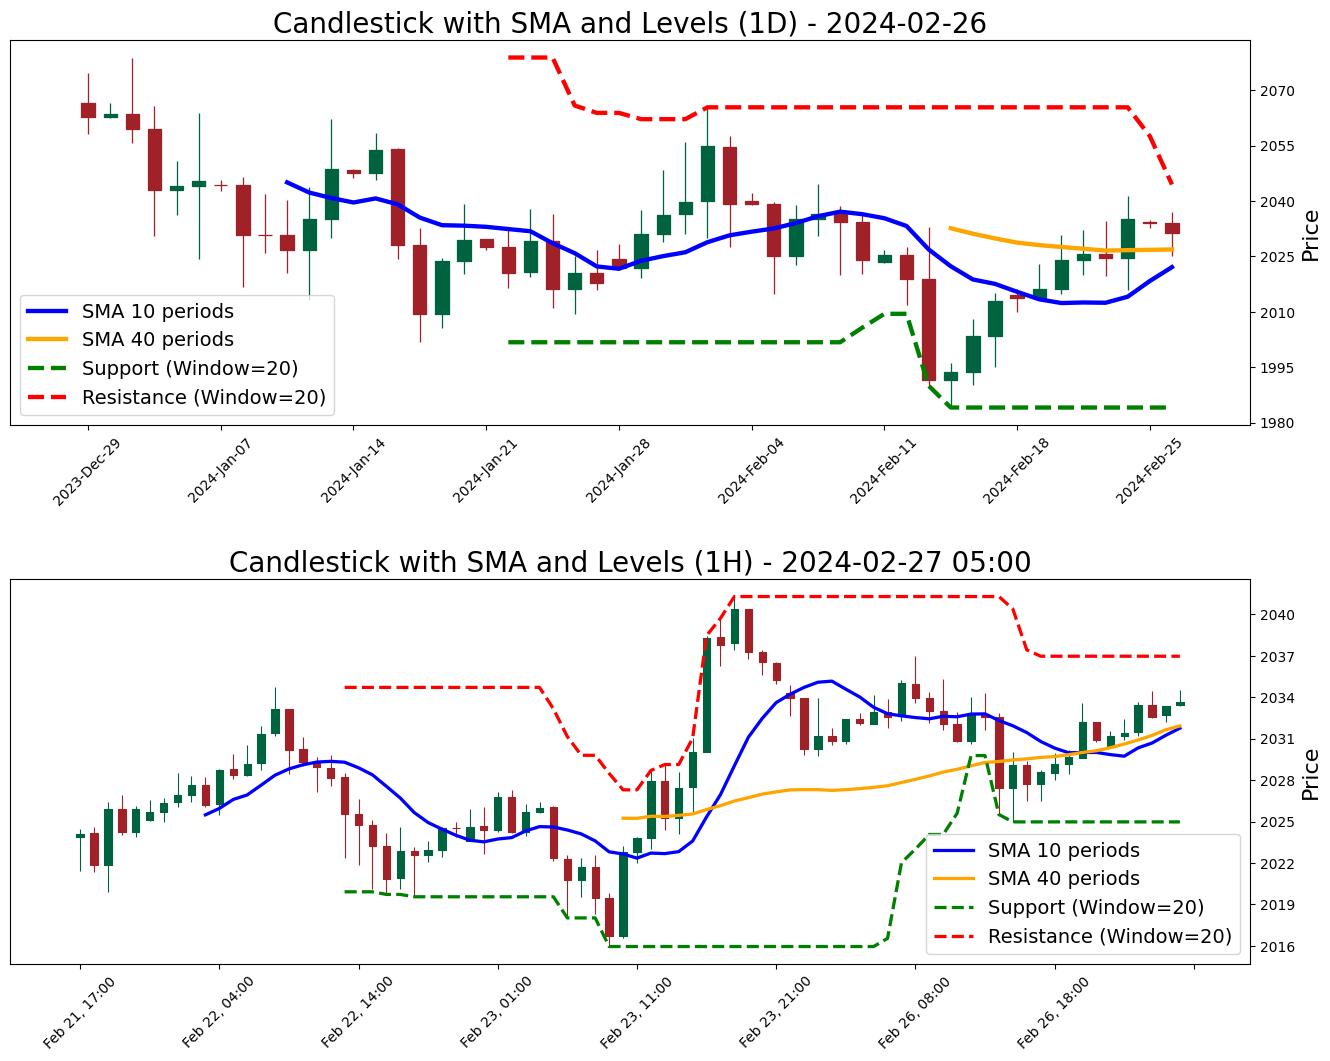 Candlestick with SMA and Levels (1D) - 2024-02-26
2070
2055
2040
2025
2010
1995
1980
Price
SMA 10 periods
SMA 40 periods
Support (Window=20)
Resistance (Window=20)
2023-Dec-29
2024-Jan-07
2024-Jan-14
2024-Jan-21
2024-Jan-28
2024-Feb-04
2024-Feb-11
2024-Feb-18
2024-Feb-25
Candlestick with SMA and Levels (1H) - 2024-02-27 05:00
2040
2037
2034
2031
2028
2025
2022
2019
2016
Price
SMA 10 periods
SMA 40 periods
Support (Window=20)
Resistance (Window=20)
Feb 21, 17:00
Feb 22, 04:00
Feb 22, 14:00
Feb 23, 01:00
Feb 23, 11:00
Feb 23, 21:00
Feb 26, 08:00
Feb 26, 18:00